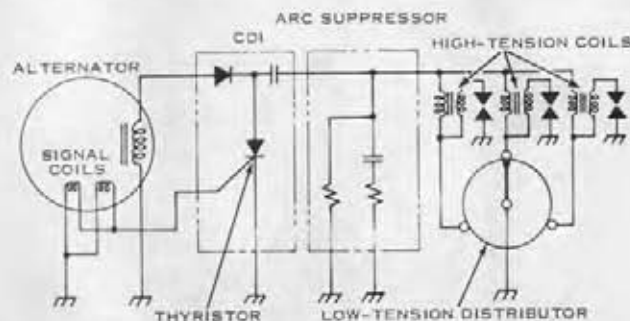 ARC SUPPRESSOR
CDI
HIGH-TENSION COILS
ALTERNATOR
SIGNAL
COILS
THYRISTOR
LOW-TENSION DISTRIBUTOR